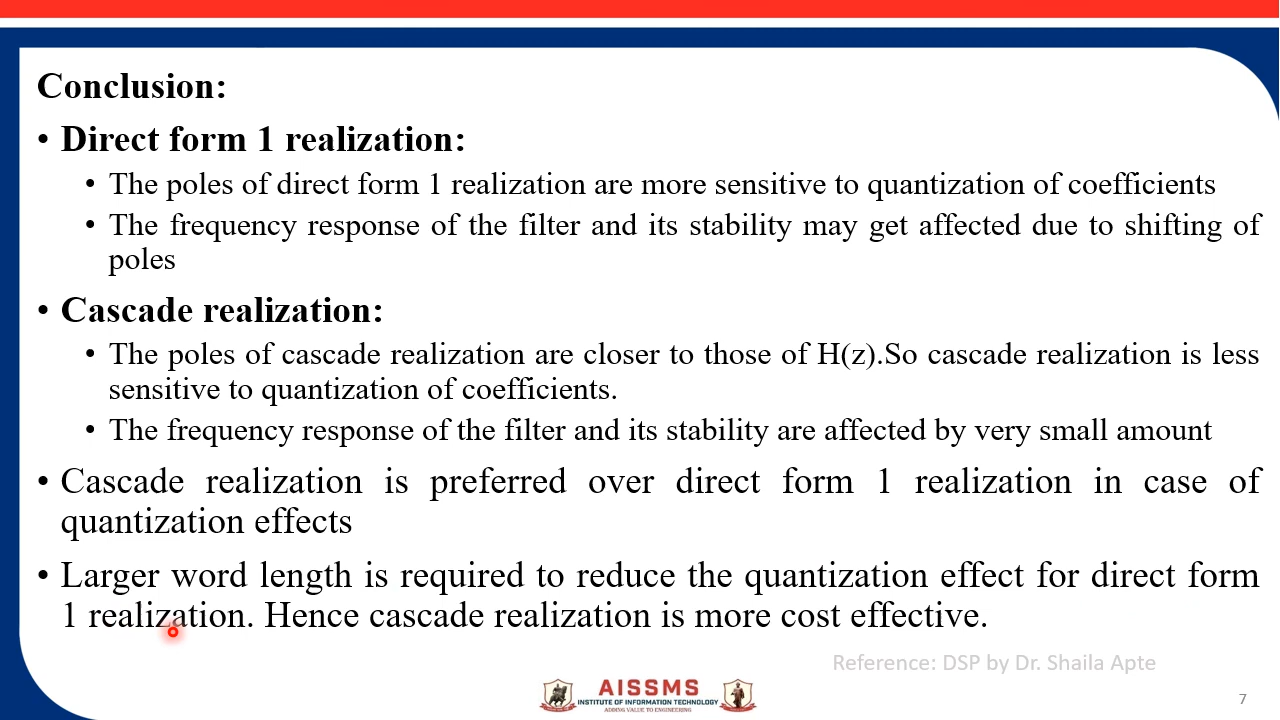 Conclusion:
• Direct form 1 realization:
• The poles of direct form 1 realization are more sensitive to quantization of coefficients
• The frequency response of the filter and its stability may get affected due to shifting of
poles
• Cascade realization:
• The poles of cascade realization are closer to those of H(z).So cascade realization is less
sensitive to quantization of coefficients.
• The frequency response of the filter and its stability are affected by very small amount
• Cascade realization is preferred over direct form 1 realization in case of
quantization effects
• Larger word length is required to reduce the quantization effect for direct form
1 realization. Hence cascade realization is more cost effective.
Reference: DSP by Dr. Shaila Apte
AISSMS
INSTITUTE OF INFORMATION TECHNOLOGY
ADDING VALUE TO ENGINEERING
7